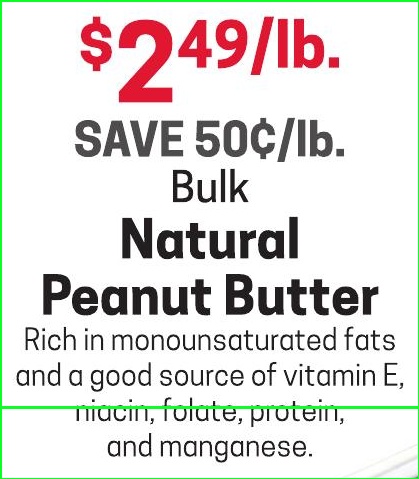 $2.49/lb.
SAVE 50¢/lb.
Bulk
Natural
Peanut Butter
Rich in monounsaturated fats
and a good source of vitamin E,
niacin, folate, protein,
and manganese.